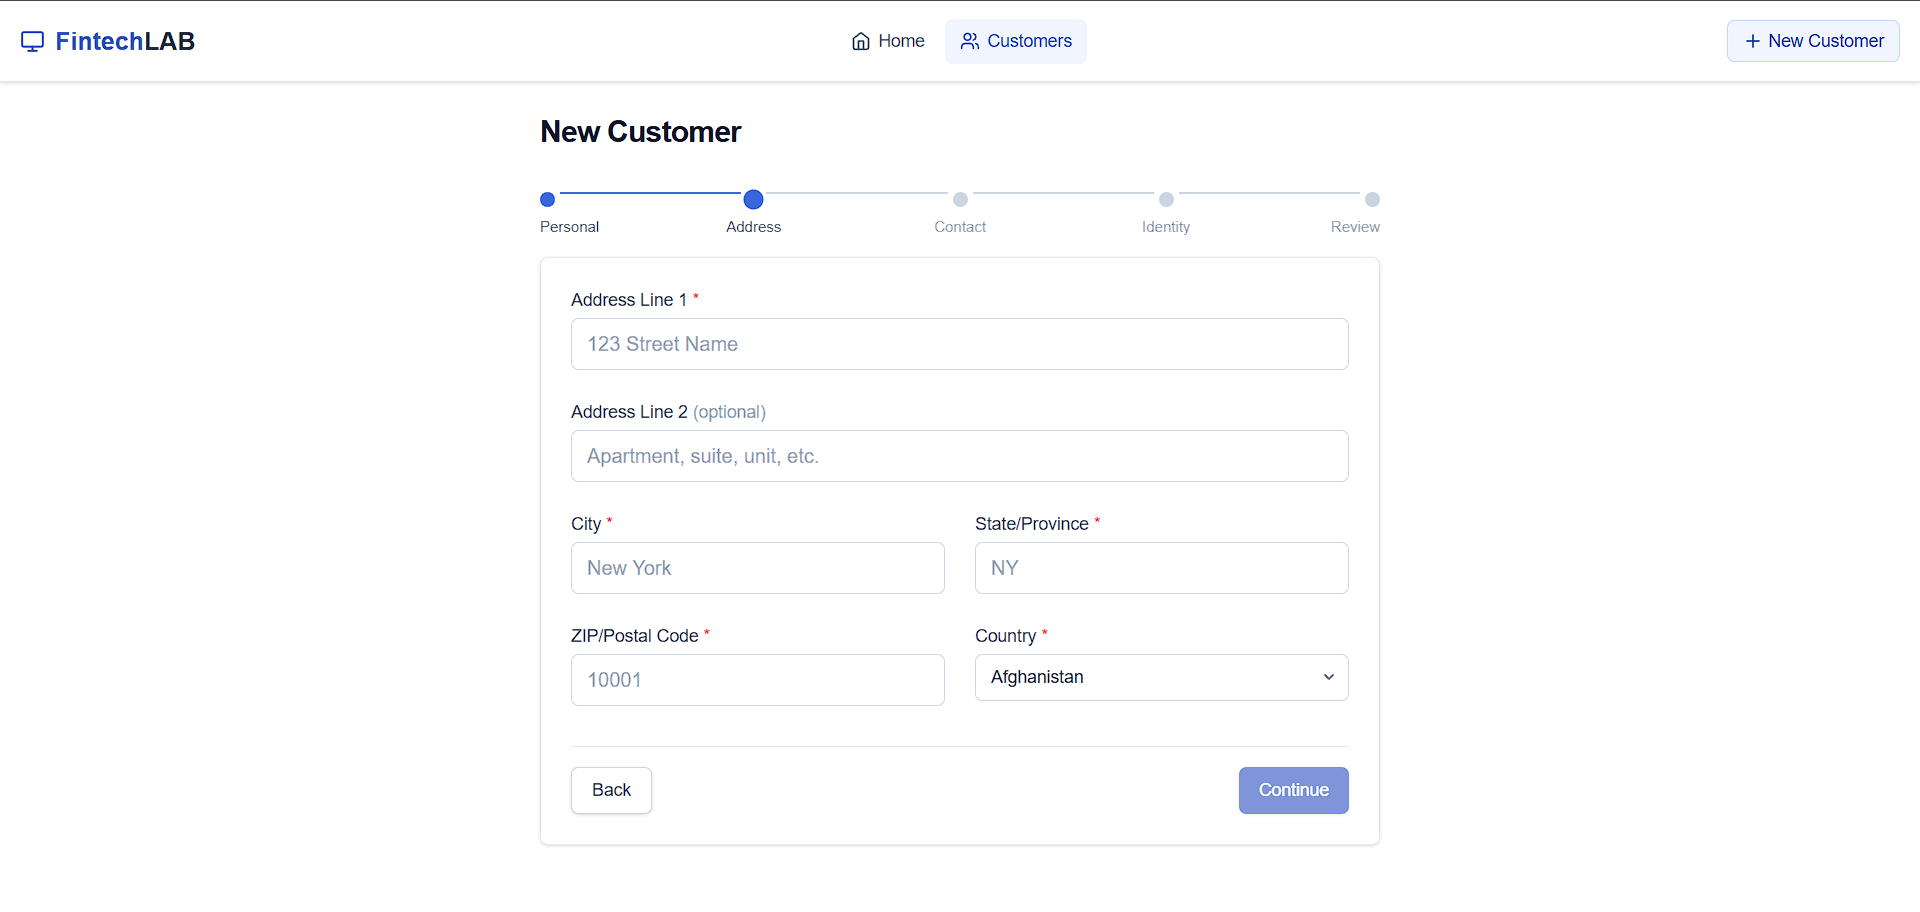 FintechLAB
Home
Customers
+ New Customer
New Customer
Personal
Address
Contact
Identity
Review
Address Line 1 *
123 Street Name
Address Line 2 (optional)
Apartment, suite, unit, etc.
City *
State/Province *
New York
NY
ZIP/Postal Code *
Country *
10001
Afghanistan
Back
Continue